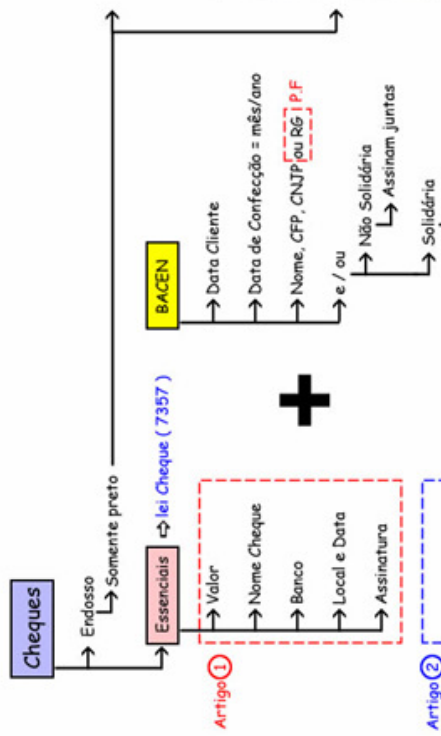 Cheques
Endosso
Somente preto
Essenciais
lei Cheque ( 7357 )
Artigo 1
Valor
Nome Cheque
Banco
Local e Data
Assinatura
Artigo 2
+
BACEN
Data Cliente
Data de Confecção = mês/ano
Nome, CFP, CNJP ou RG P.F
e / ou
Não Solidária
Assinam juntas
Solidária